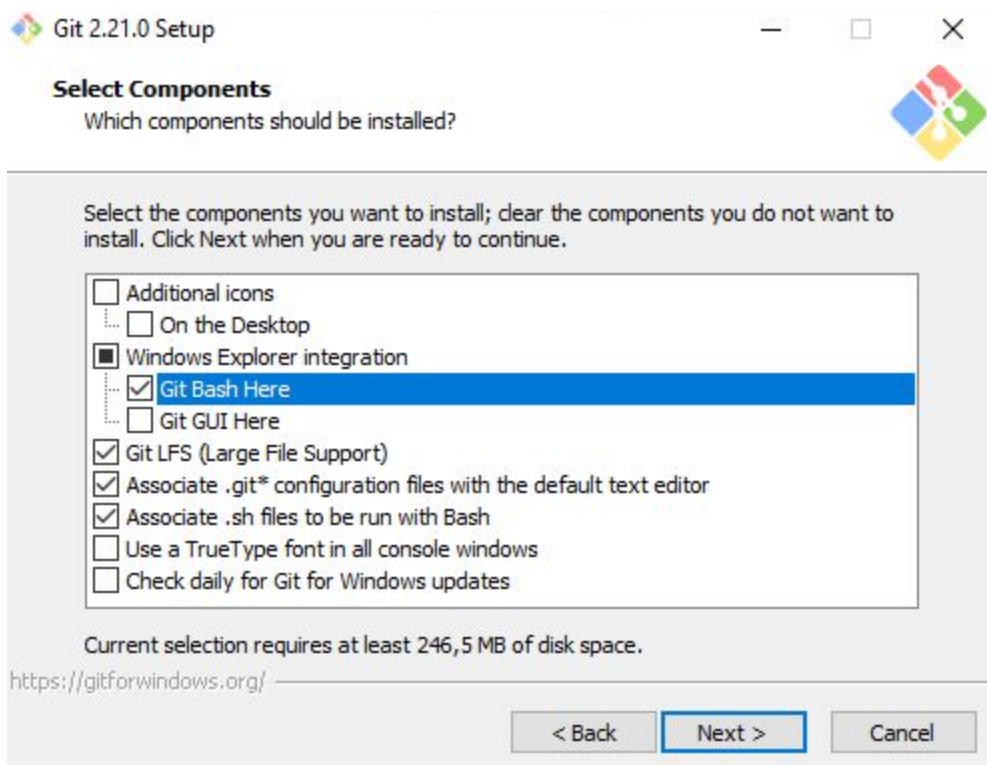 Git 2.21.0 Setup
Select Components
Which components should be installed?
Select the components you want to install; clear the components you do not want to
install. Click Next when you are ready to continue.
Additional icons
On the Desktop
Windows Explorer integration
Git Bash Here
Git GUI Here
Git LFS (Large File Support)
Associate .git* configuration files with the default text editor
Associate .sh files to be run with Bash
Use a TrueType font in all console windows
Check daily for Git for Windows updates
Current selection requires at least 246,5 MB of disk space.
https://gitforwindows.org/
< Back Next > Cancel